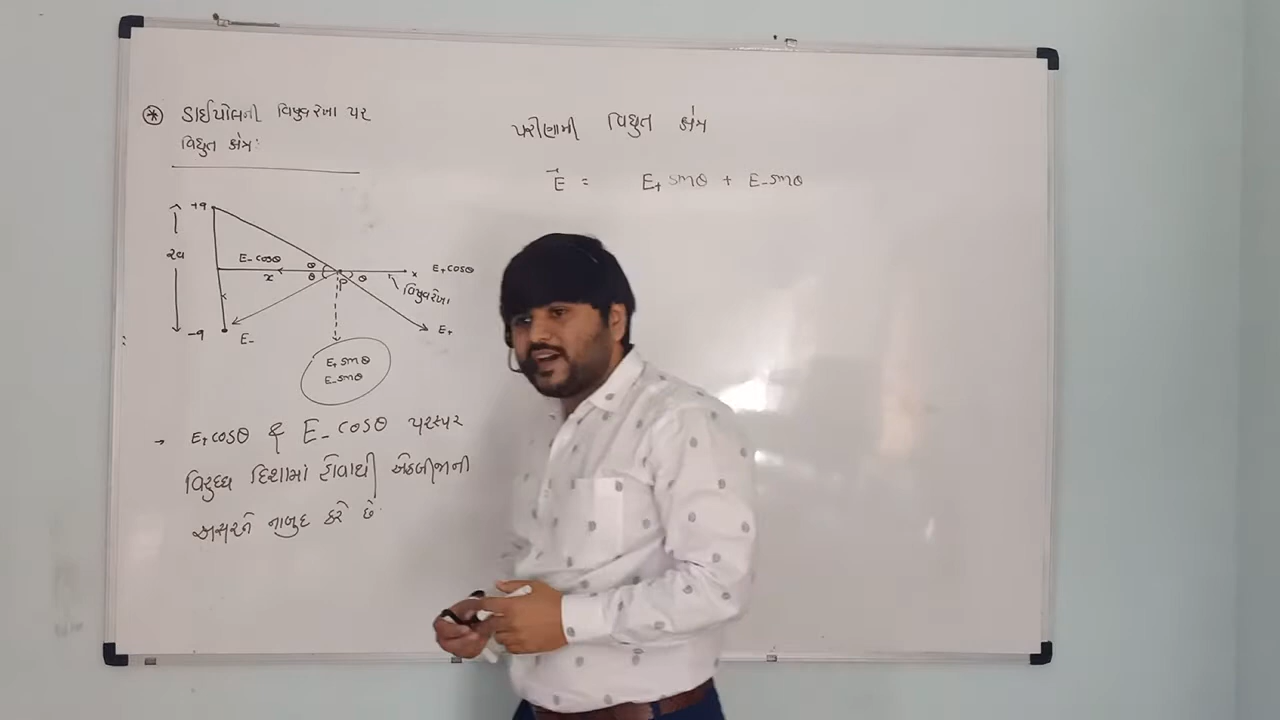 * ડાઈપોલની વિષુવરેખા પર
વિદ્યુત ક્ષેત્ર:
+q
2a
E- cosθ
θ
x
θ
P
θ
x
E+ cosθ
વિષુવરેખા
-q
E-
E+
E+ sinθ
E- sinθ
→ E+ cosθ & E- cosθ પરસ્પર
વિરુધ્ધ દિશામાં હોવાથી એકબીજાની
અસરને નાબુદ કરે છે.
પરીણામી વિદ્યુત ક્ષેત્ર
E⃗ = E+ sinθ + E- sinθ